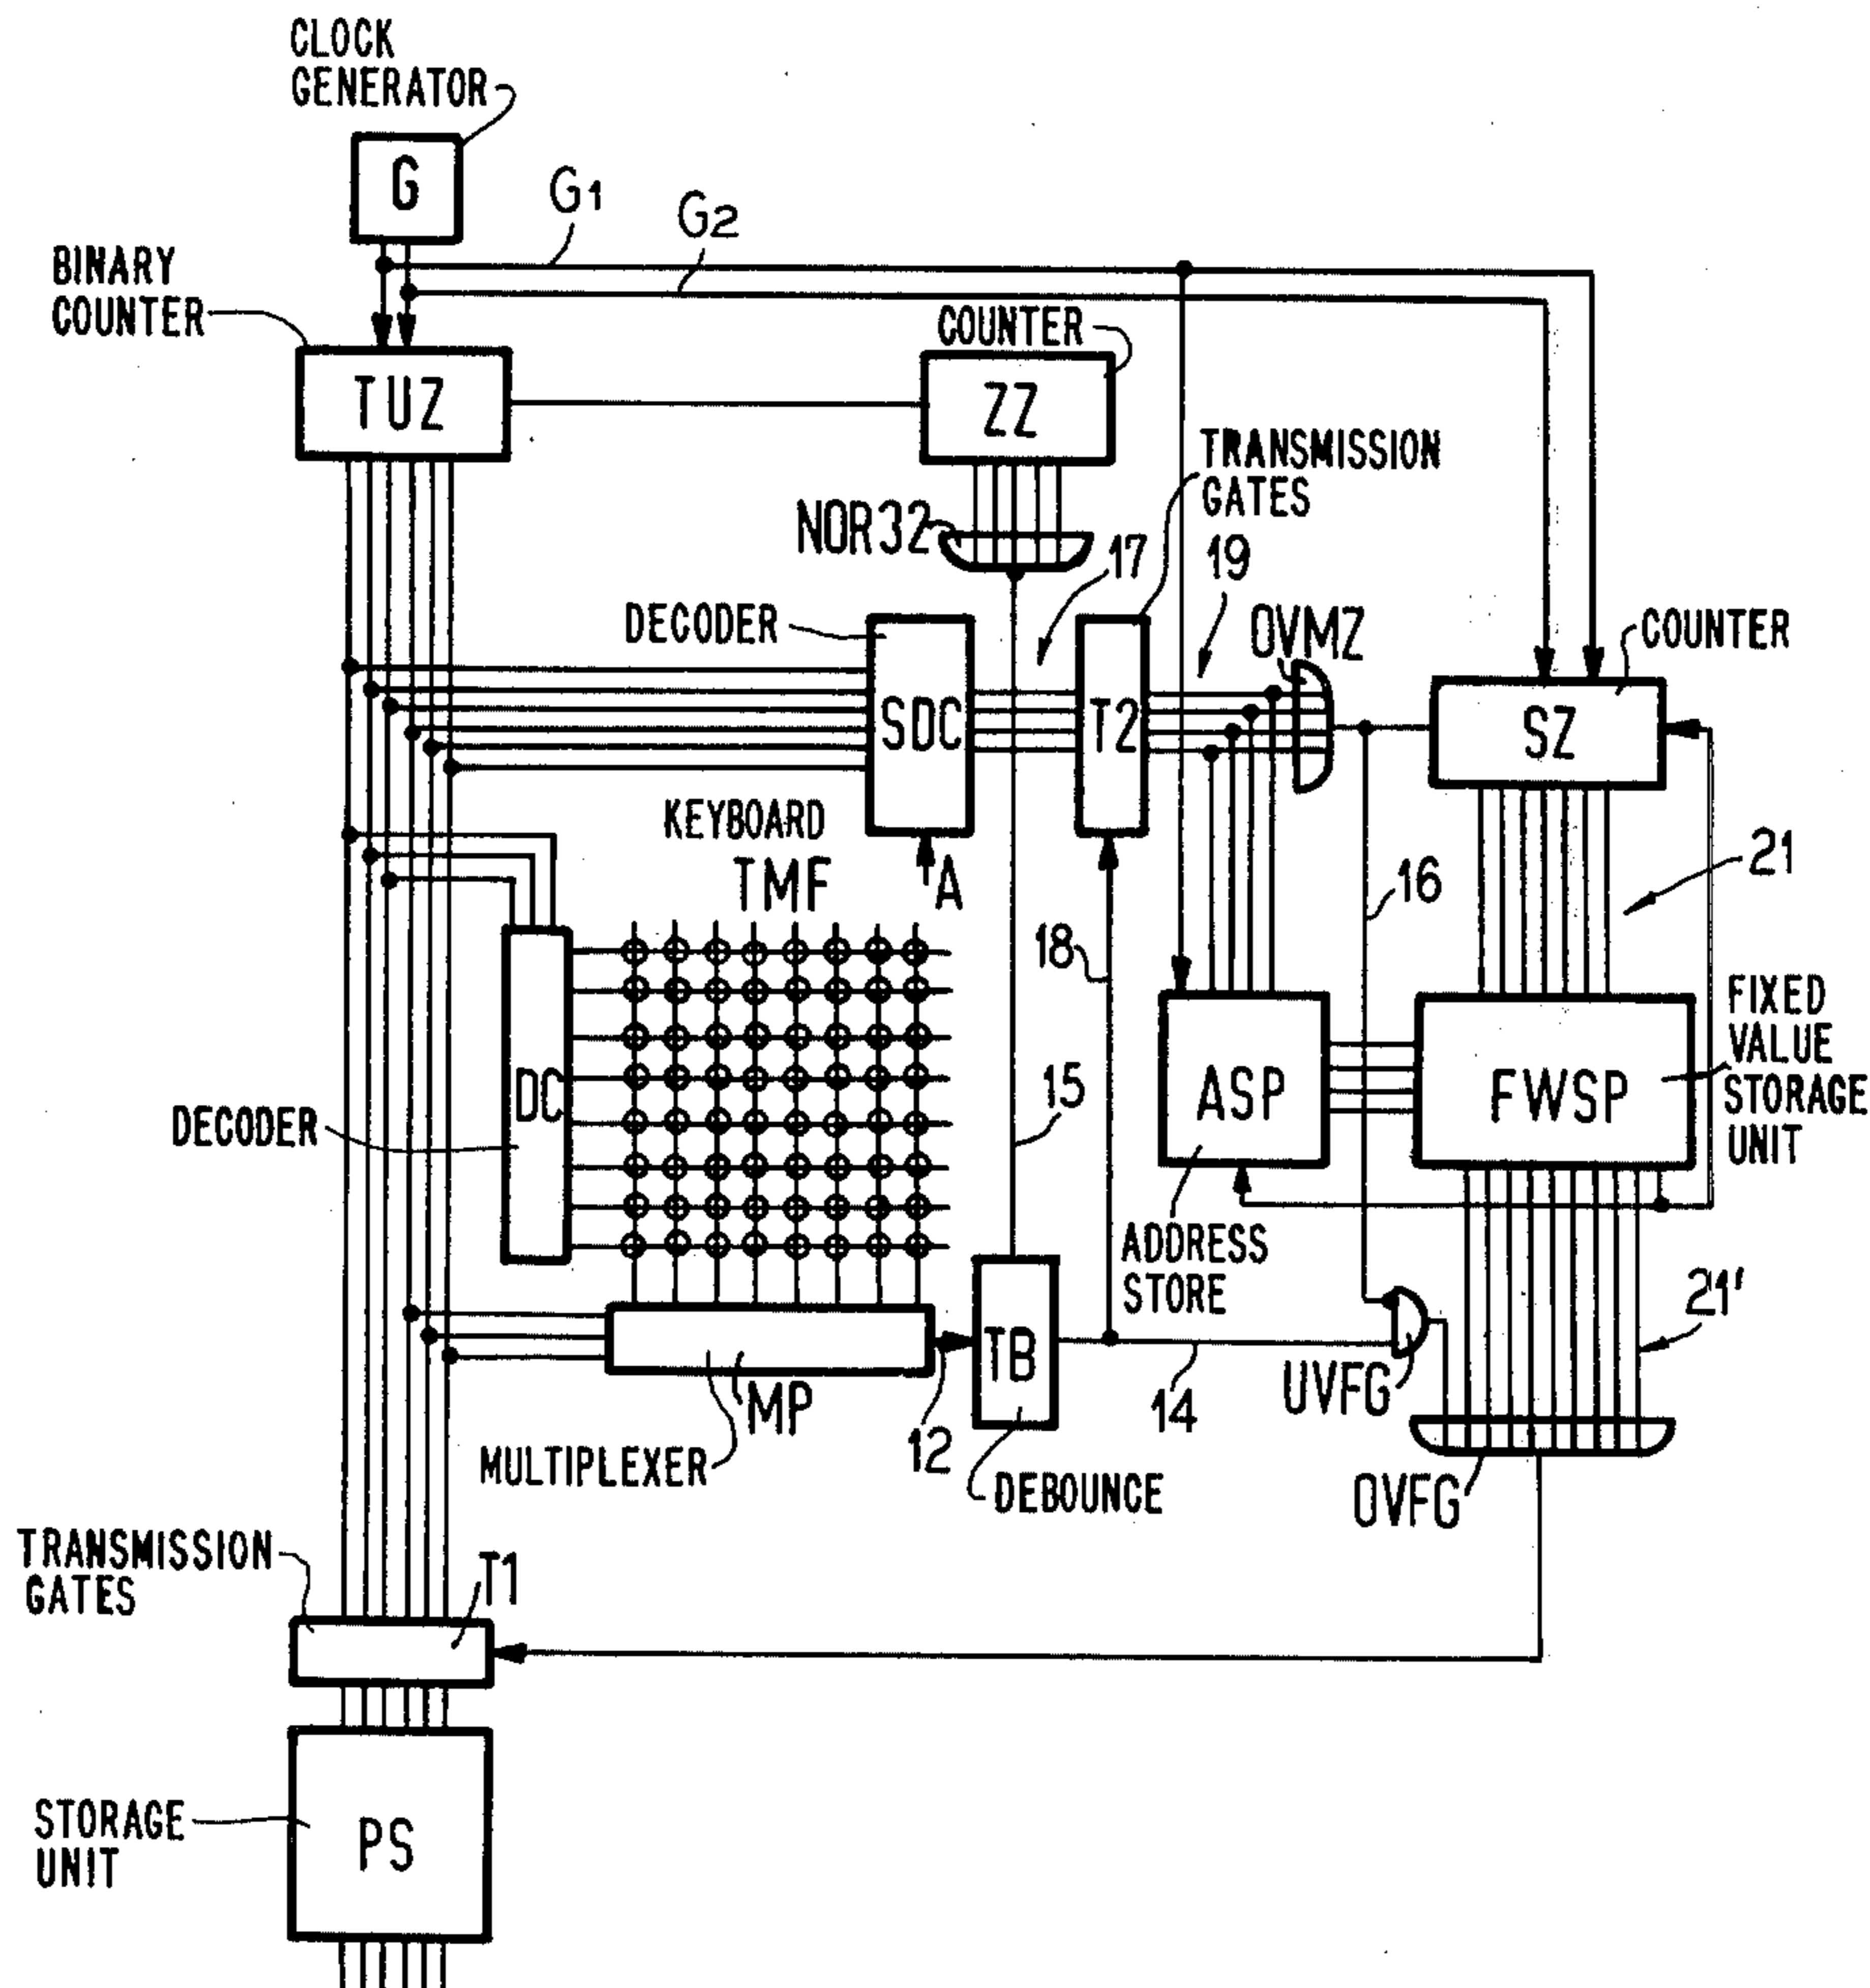 CLOCK
GENERATOR
G
G1
G2
BINARY
COUNTER
TUZ
COUNTER
ZZ
TRANSMISSION
GATES
NOR32
17
19
DECODER
SDC
T2
OVMZ
COUNTER
SZ
A
KEYBOARD
TMF
16
21
18
DECODER
DC
15
ASP
FWSP
FIXED
VALUE
STORAGE
UNIT
ADDRESS
STORE
21'
MP
MULTIPLEXER
12
TB
DEBOUNCE
14
UVFG
OVFG
TRANSMISSION
GATES
T1
STORAGE
UNIT
PS